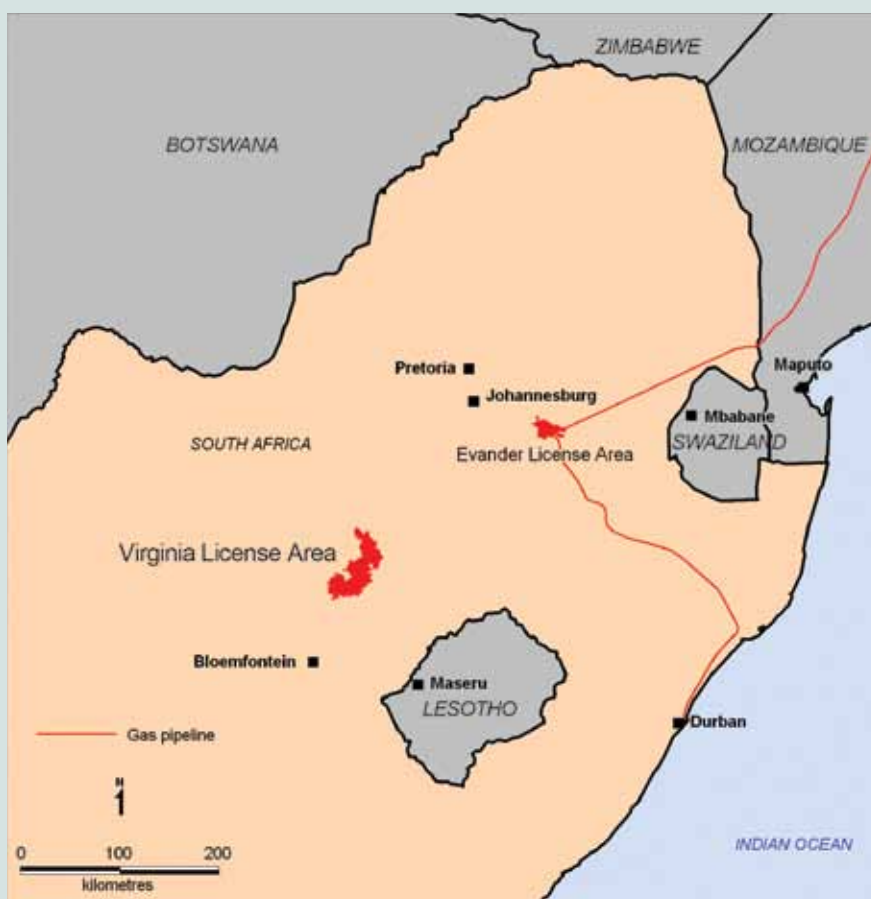 ZIMBABWE
BOTSWANA
MOZAMBIQUE
Pretoria
Maputo
Johannesburg
Mbabane
SOUTH AFRICA
SWAZILAND
Evander License Area
Virginia License Area
Bloemfontein
Maseru
LESOTHO
Durban
Gas pipeline
N
INDIAN OCEAN
0 100 200
kilometres